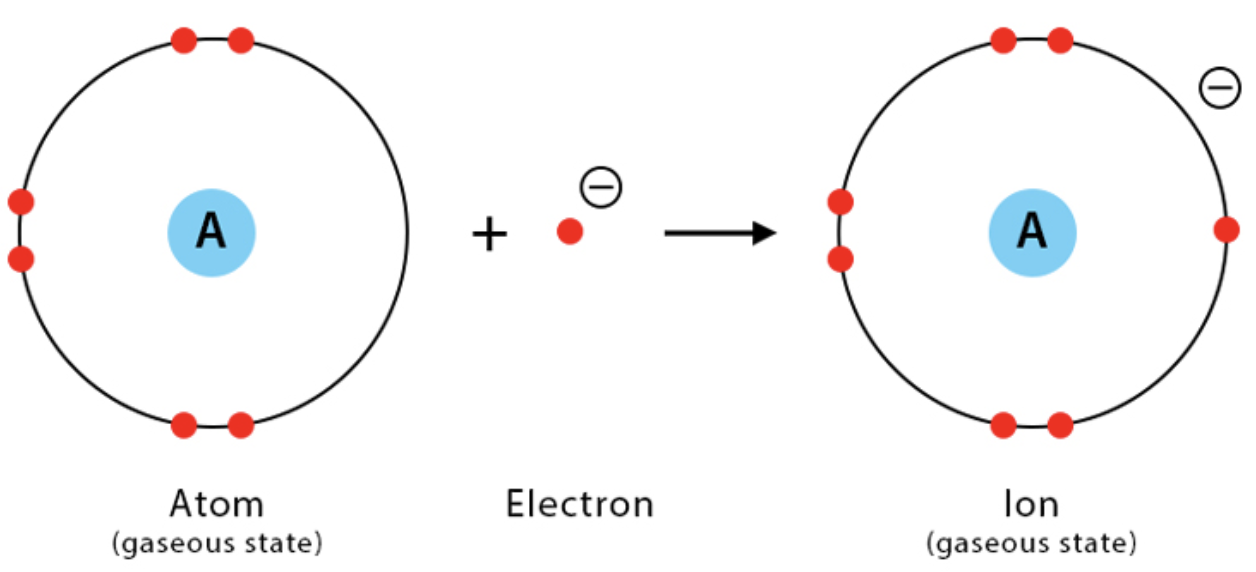 A
+
⊖
A
⊖
Atom
(gaseous state)
Electron
Ion
(gaseous state)